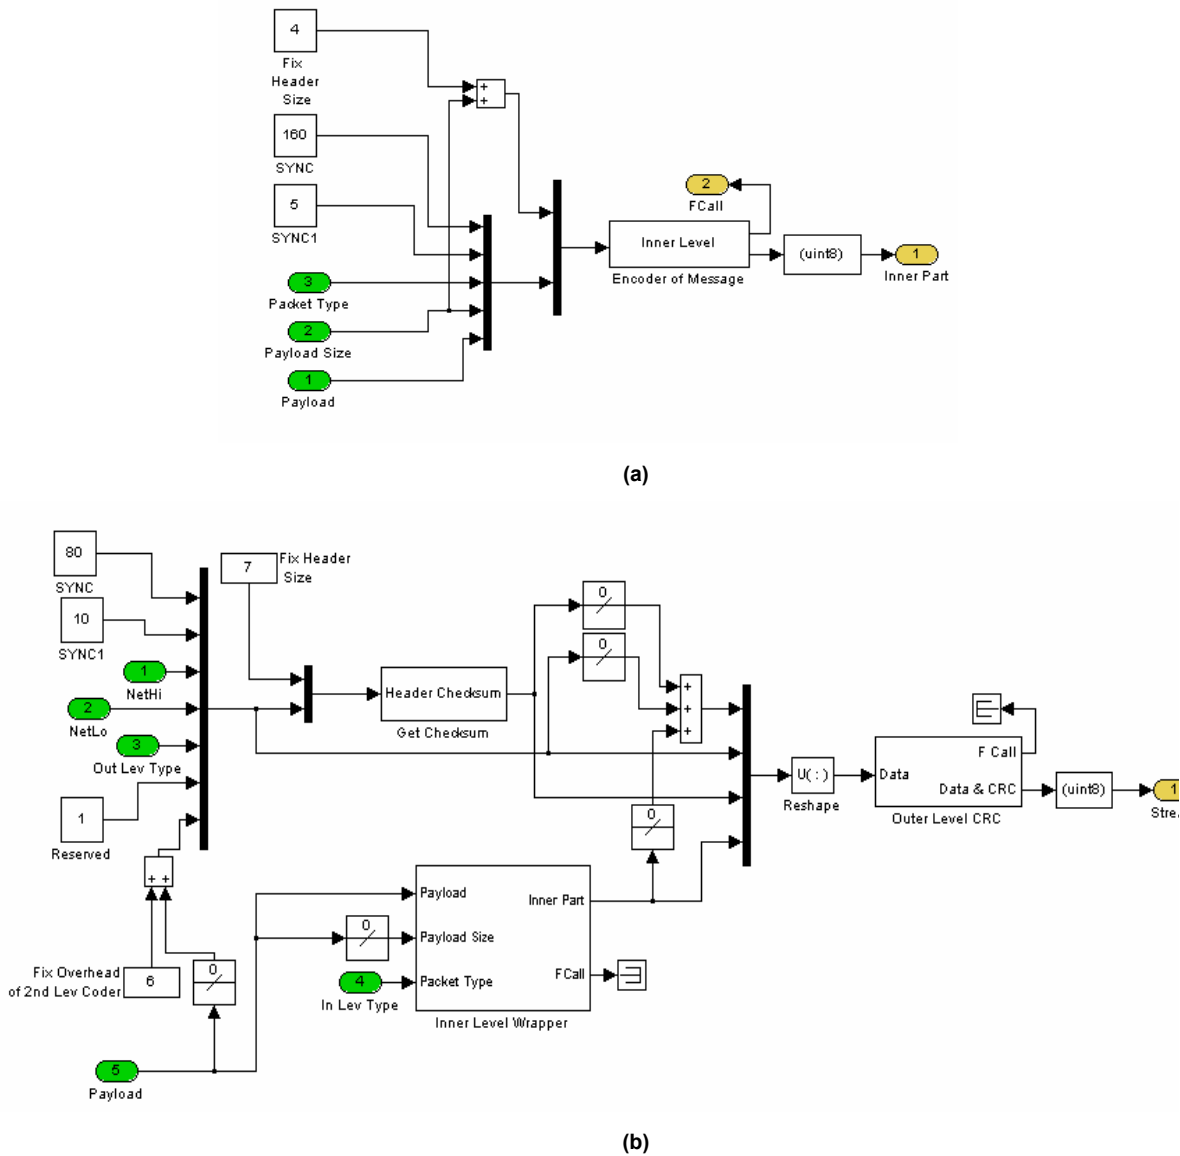 4
Fix
Header
Size
+
+
160
SYNC
5
SYNC1
3
Packet Type
2
Payload Size
1
Payload
2
FCall
Inner Level
Encoder of Message
(uint8)
1
Inner Part
(a)
80
SYNC
10
SYNC1
1
NetHi
2
NetLo
3
Out Lev Type
1
Reserved
+ +
Fix Overhead
of 2nd Lev Coder
6
0
5
Payload
7
Fix Header
Size
Header Checksum
Get Checksum
0
0
+
+
+
0
0
4
In Lev Type
Payload
Payload Size
Packet Type
Inner Part
FCall
Inner Level Wrapper
U(:)
Reshape
Data
F Call
Data & CRC
Outer Level CRC
(uint8)
1
(b)